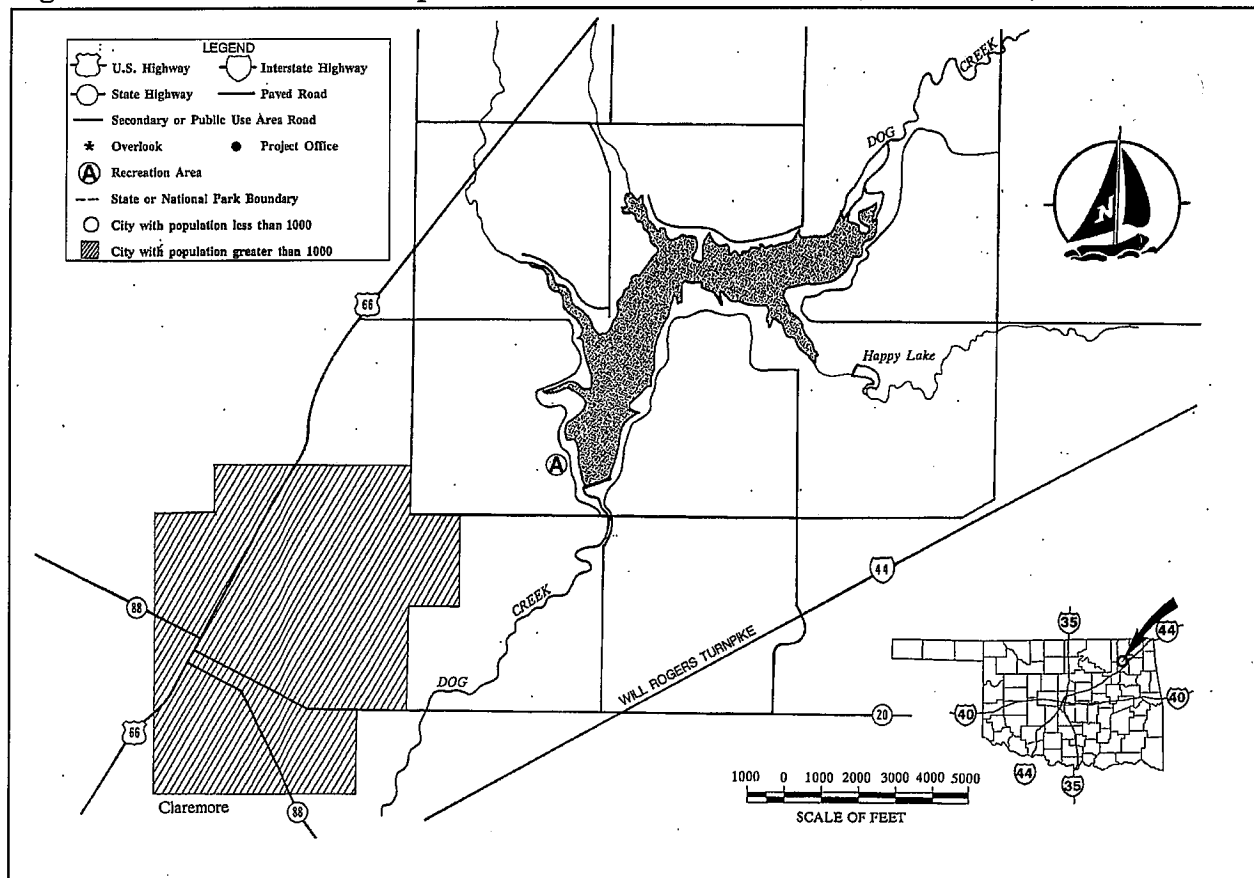 LEGEND
U.S. Highway
Interstate Highway
State Highway
Paved Road
Secondary or Public Use Area Road
* Overlook
Project Office
A Recreation Area
State or National Park Boundary
City with population less than 1000
City with population greater than 1000
CREEK
DOG
N
66
Happy Lake
A
44
88
CREEK
DOG
WILL ROGERS TURNPIKE
20
66
88
Claremore
35
44
40
40
44
35
1000 0 1000 2000 3000 4000 5000
SCALE OF FEET